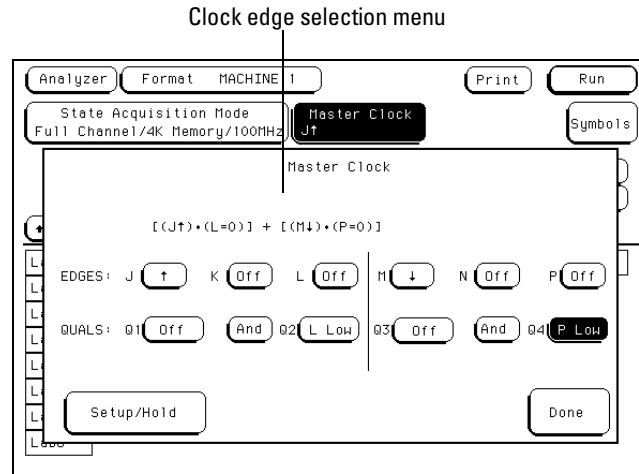 Clock edge selection menu
Analyzer Format MACHINE 1 Print Run
State Acquisition Mode
Full Channel/4K Memory/100MHz
Master Clock
J↑
Symbols
Master Clock
[(J↑)•(L=0)] + [(M↓)•(P=0)]
EDGES: J ↑ K Off L Off M ↓ N Off P Off
QUALS: Q1 Off And Q2 L Low Q3 Off And Q4 P Low
Setup/Hold Done